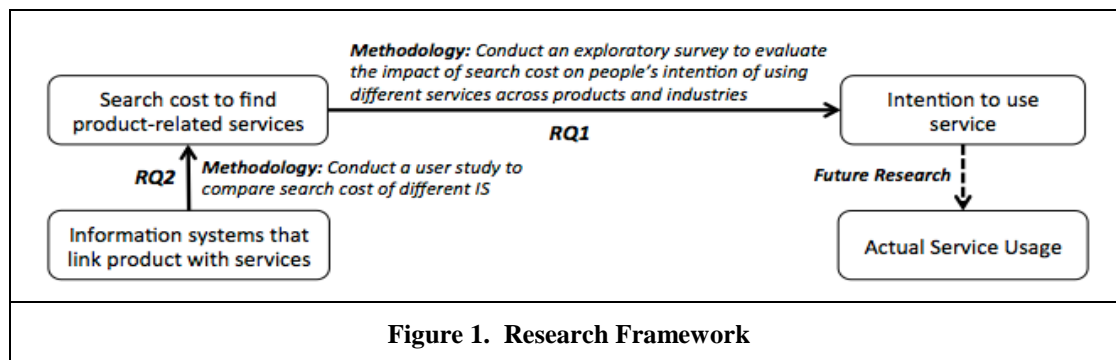 Methodology: Conduct an exploratory survey to evaluate
the impact of search cost on people's intention of using
different services across products and industries
Search cost to find
product-related services
RQ1
Intention to use
service
RQ2
Methodology: Conduct a user study to
compare search cost of different IS
Future Research
Information systems that
link product with services
Actual Service Usage
Figure 1. Research Framework